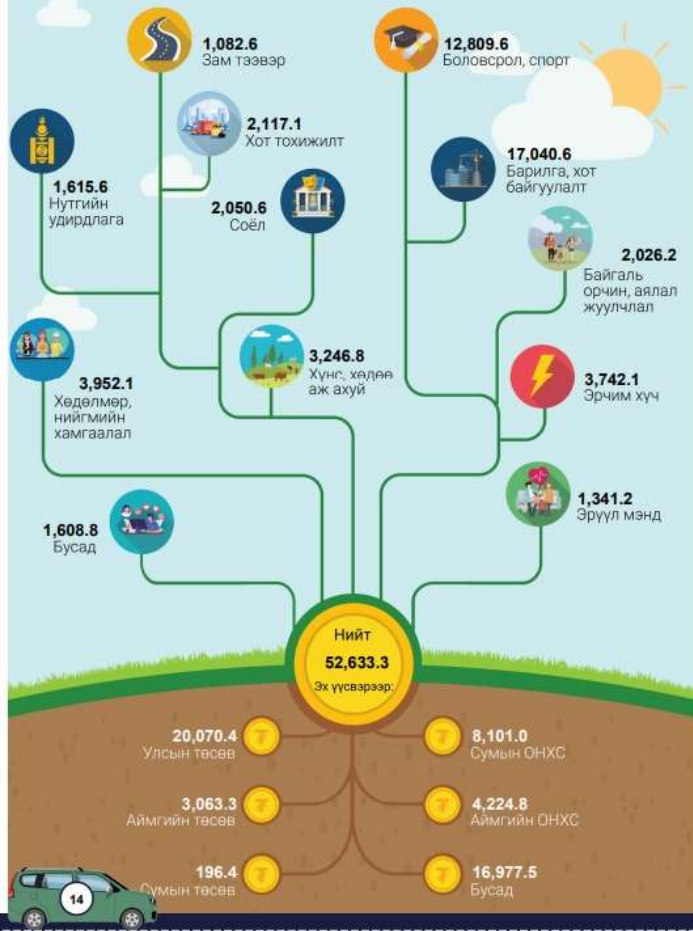 1,082.6
Зам тээвэр
12,809.6
Боловсрол, спорт
2,117.1
Хот тохижилт
17,040.6
Барилга, хот
байгуулалт
1,615.6
Нутгийн
удирдлага
2,050.6
Соёл
2,026.2
Байгаль
орчин, аялал
жуулчлал
3,246.8
Хүнс, хөдөө
аж ахуй
3,952.1
Хөдөлмөр,
нийгмийн
хамгаалал
3,742.1
Эрчим хүч
1,341.2
Эрүүл мэнд
1,608.8
Бусад
Нийт
52,633.3
Эх үүсвэрээр:
20,070.4
Улсын төсөв
8,101.0
Сумын ОНХС
3,063.3
Аймгийн төсөв
4,224.8
Аймгийн ОНХС
196.4
Сумын төсөв
16,977.5
Бусад
14